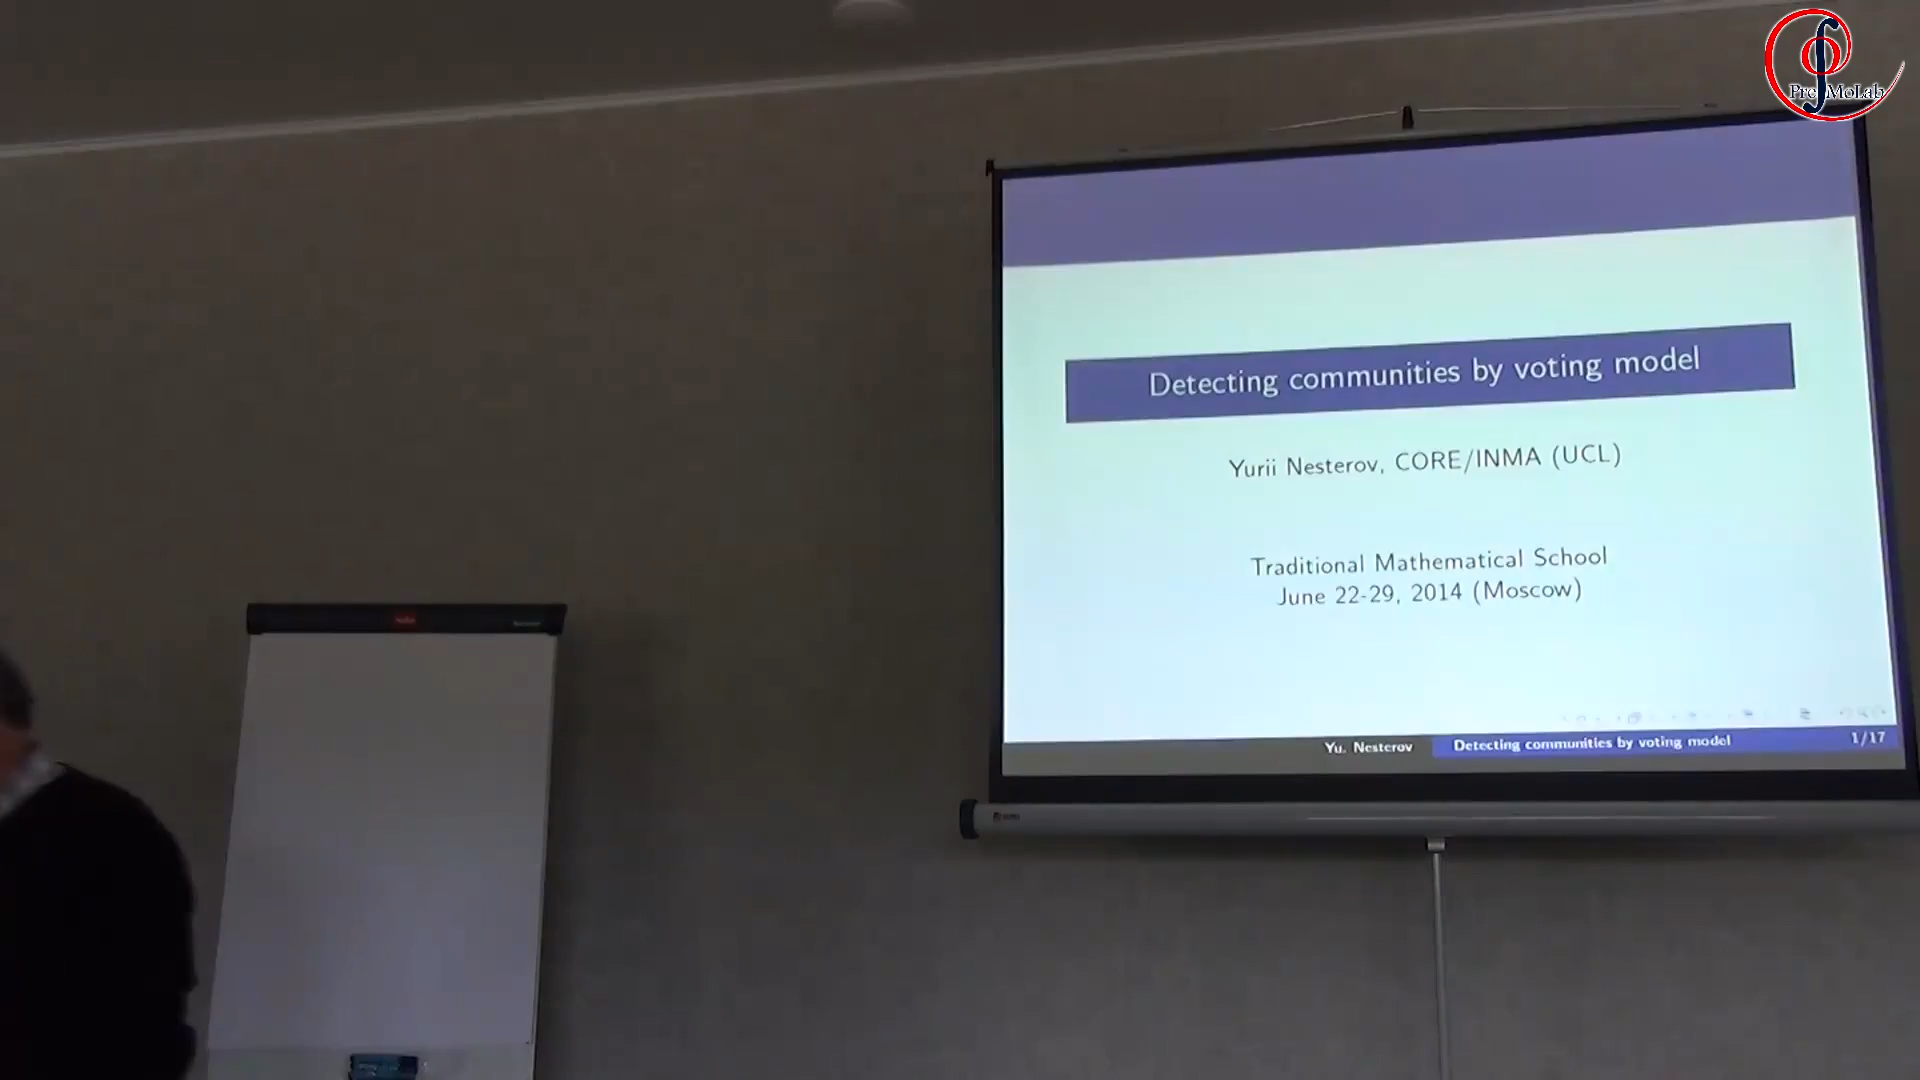 PreMoLab
Detecting communities by voting model
Yurii Nesterov, CORE/INMA (UCL)
Traditional Mathematical School
June 22-29, 2014 (Moscow)
Yu. Nesterov
Detecting communities by voting model
1/17